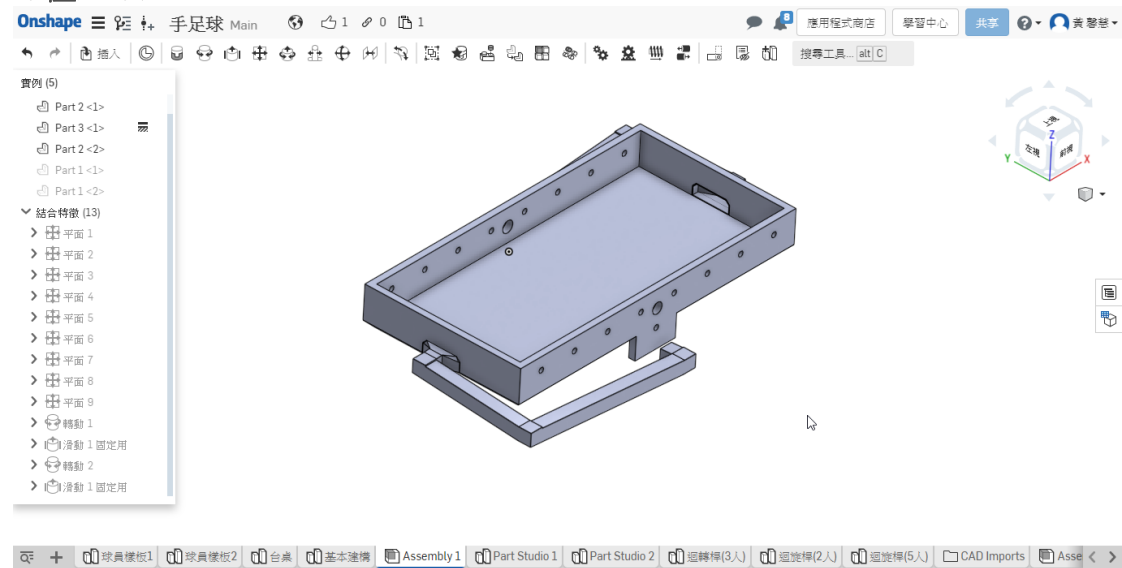 Onshape 手足球 Main 1 0 1 應用程式商店 學習中心 共享 黃馨慈
插入 搜尋工具... alt C
實例 (5)
Part 2 <1>
Part 3 <1>
Part 2 <2>
Part 1 <1>
Part 1 <2>
結合特徵 (13)
平面 1
平面 2
平面 3
平面 4
平面 5
平面 6
平面 7
平面 8
平面 9
轉動 1
滑動 1 固定用
轉動 2
滑動 1 固定用
上視
Z
左視 前視
Y X
球員樣板1 球員樣板2 台桌 基本建構 Assembly 1 Part Studio 1 Part Studio 2 迴轉桿(3人) 迴旋桿(2人) 迴旋桿(5人) CAD Imports Asse